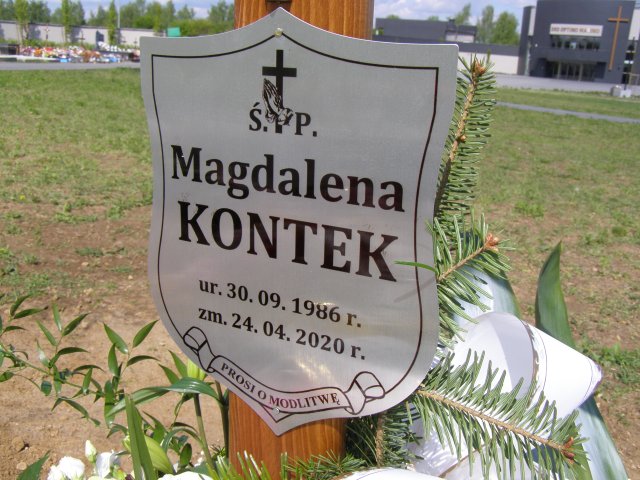 Ś. P.
Magdalena
KONTEK
ur. 30. 09. 1986 r.
zm. 24. 04. 2020 r.
PROSI O MODLITWĘ